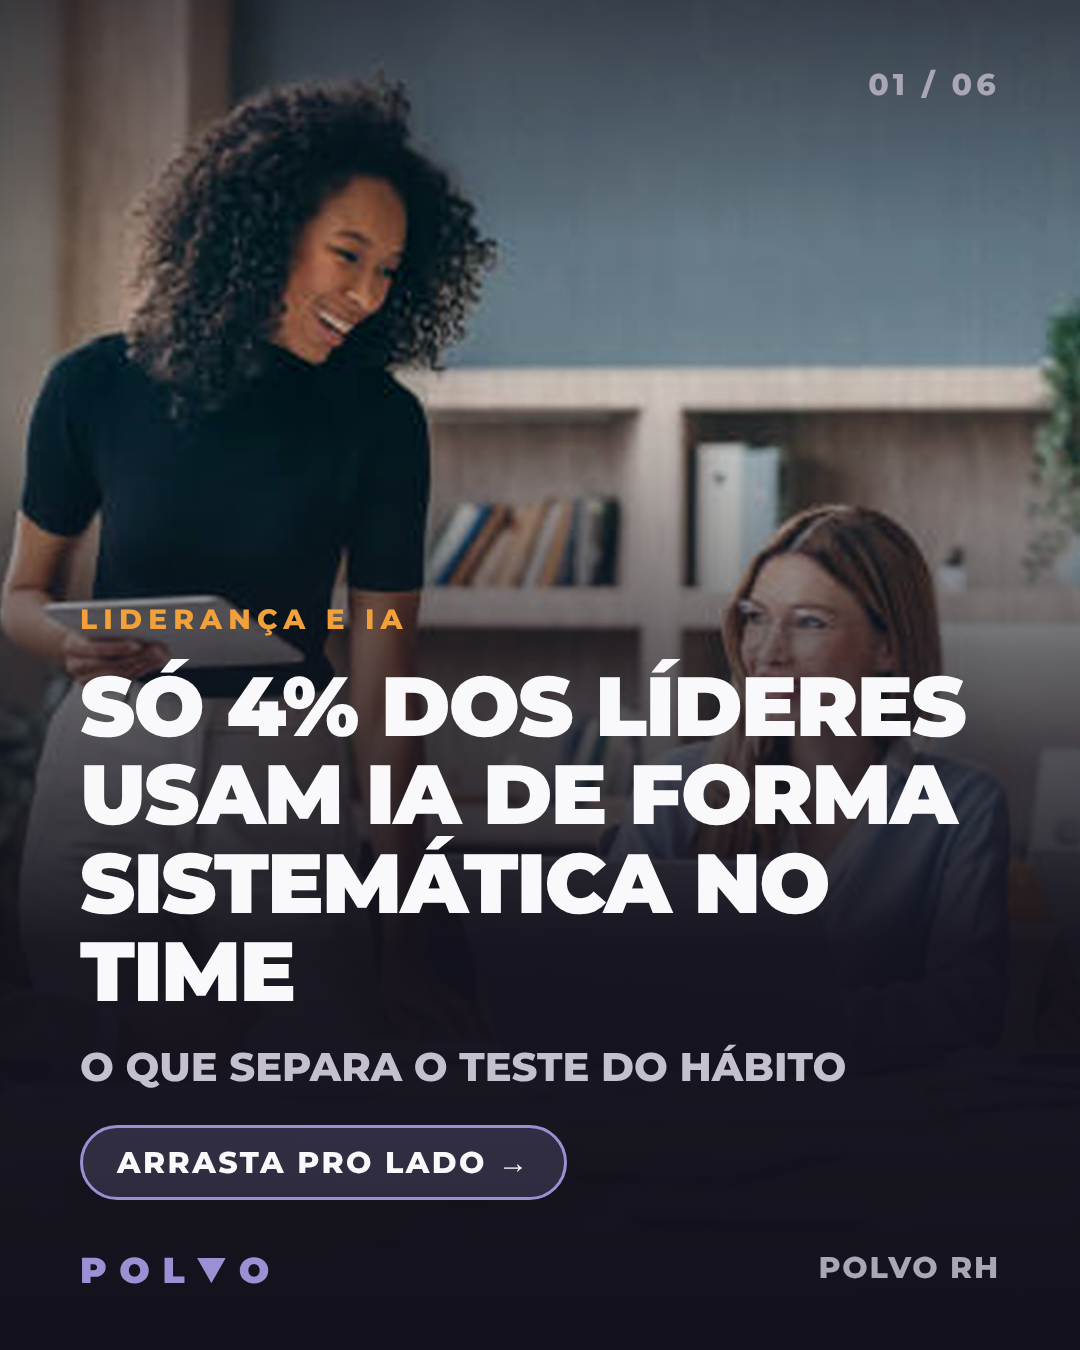 01 / 06
LIDERANÇA E IA
SÓ 4% DOS LÍDERES
USAM IA DE FORMA
SISTEMÁTICA NO
TIME
O QUE SEPARA O TESTE DO HÁBITO
ARRASTA PRO LADO →
POLVO
POLVO RH